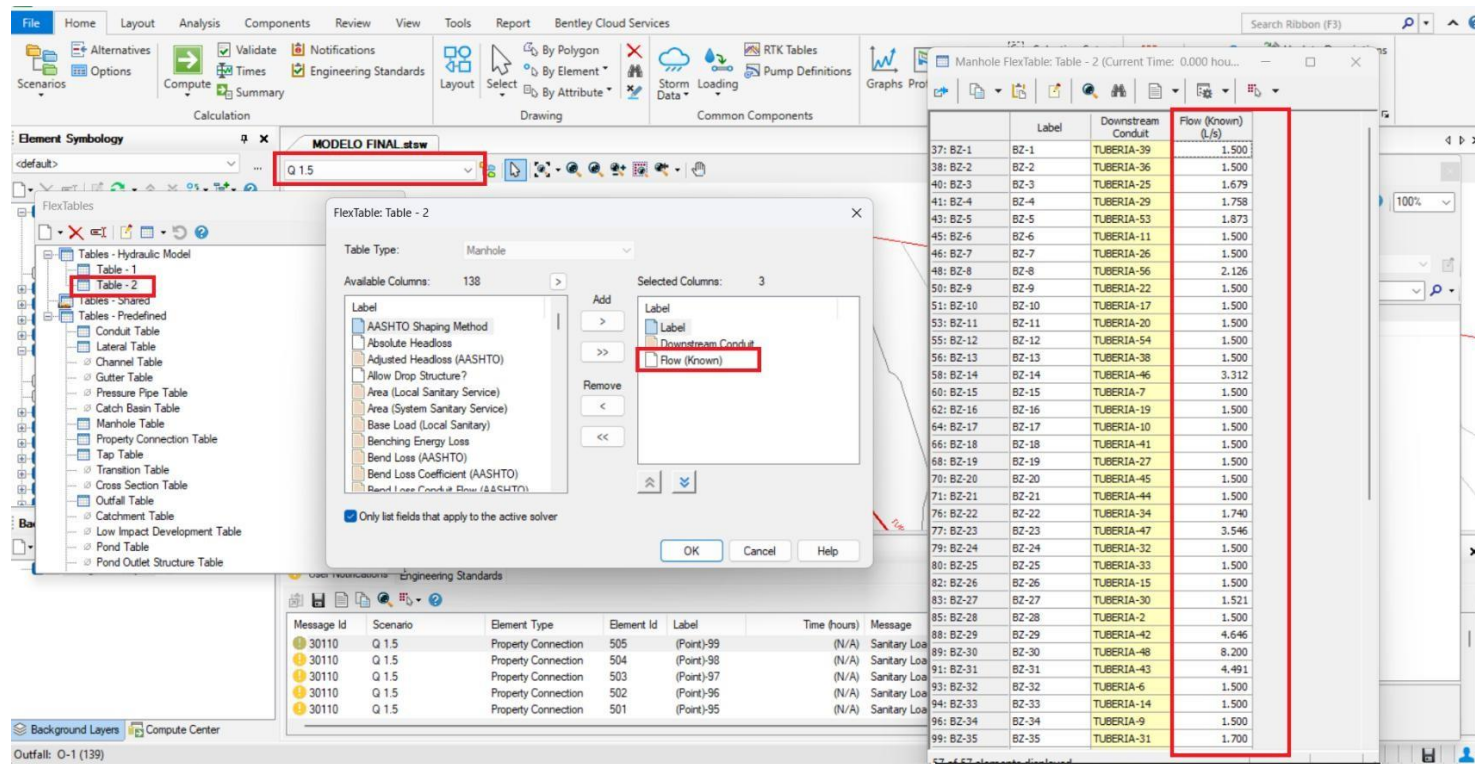 File Home Layout Analysis Components Review View Tools Report Bentley Cloud Services
Search Ribbon (F3)
Scenarios
Alternatives
Options
Compute
Validate
Times
Summary
Notifications
Engineering Standards
Calculation
Layout
Select
By Polygon
By Element
By Attribute
Drawing
Storm Data
Loading
RTK Tables
Pump Definitions
Common Components
Graphs
Element Symbology
<default>
MODELO FINAL.stsw
Q 1.5
100%
FlexTables
Tables - Hydraulic Model
Table - 1
Table - 2
Tables - Shared
Tables - Predefined
Conduit Table
Lateral Table
Channel Table
Gutter Table
Pressure Pipe Table
Catch Basin Table
Manhole Table
Property Connection Table
Tap Table
Transition Table
Cross Section Table
Outfall Table
Catchment Table
Low Impact Development Table
Pond Table
Pond Outlet Structure Table
FlexTable: Table - 2
Table Type: Manhole
Available Columns: 138 >
Label
AASHTO Shaping Method
Absolute Headloss
Adjusted Headloss (AASHTO)
Allow Drop Structure?
Area (Local Sanitary Service)
Area (System Sanitary Service)
Base Load (Local Sanitary)
Benching Energy Loss
Bend Loss (AASHTO)
Bend Loss Coefficient (AASHTO)
Bend Loss Conduit Flow (AASHTO)
Add
>
>>
Remove
<
<<
Selected Columns: 3
Label
Label
Downstream Conduit
Flow (Known)
Only list fields that apply to the active solver
OK Cancel Help
User Notifications Engineering Standards
Message Id Scenario Element Type Element Id Label Time (hours) Message
30110 Q 1.5 Property Connection 505 (Point)-99 (N/A) Sanitary Loa
30110 Q 1.5 Property Connection 504 (Point)-98 (N/A) Sanitary Loa
30110 Q 1.5 Property Connection 503 (Point)-97 (N/A) Sanitary Loa
30110 Q 1.5 Property Connection 502 (Point)-96 (N/A) Sanitary Loa
30110 Q 1.5 Property Connection 501 (Point)-95 (N/A) Sanitary Loa
Background Layers Compute Center
Outfall: O-1 (139)
Manhole FlexTable: Table - 2 (Current Time: 0.000 hou...
Label Downstream Conduit Flow (Known) (L/s)
37: BZ-1 BZ-1 TUBERIA-39 1.500
38: BZ-2 BZ-2 TUBERIA-36 1.500
40: BZ-3 BZ-3 TUBERIA-25 1.679
41: BZ-4 BZ-4 TUBERIA-29 1.758
43: BZ-5 BZ-5 TUBERIA-53 1.873
45: BZ-6 BZ-6 TUBERIA-11 1.500
46: BZ-7 BZ-7 TUBERIA-26 1.500
48: BZ-8 BZ-8 TUBERIA-56 2.126
50: BZ-9 BZ-9 TUBERIA-22 1.500
51: BZ-10 BZ-10 TUBERIA-17 1.500
53: BZ-11 BZ-11 TUBERIA-20 1.500
55: BZ-12 BZ-12 TUBERIA-54 1.500
56: BZ-13 BZ-13 TUBERIA-38 1.500
58: BZ-14 BZ-14 TUBERIA-46 3.312
60: BZ-15 BZ-15 TUBERIA-7 1.500
62: BZ-16 BZ-16 TUBERIA-19 1.500
64: BZ-17 BZ-17 TUBERIA-10 1.500
66: BZ-18 BZ-18 TUBERIA-41 1.500
68: BZ-19 BZ-19 TUBERIA-27 1.500
70: BZ-20 BZ-20 TUBERIA-45 1.500
71: BZ-21 BZ-21 TUBERIA-44 1.500
76: BZ-22 BZ-22 TUBERIA-34 1.740
77: BZ-23 BZ-23 TUBERIA-47 3.546
79: BZ-24 BZ-24 TUBERIA-32 1.500
80: BZ-25 BZ-25 TUBERIA-33 1.500
82: BZ-26 BZ-26 TUBERIA-15 1.500
83: BZ-27 BZ-27 TUBERIA-30 1.521
85: BZ-28 BZ-28 TUBERIA-2 1.500
88: BZ-29 BZ-29 TUBERIA-42 4.646
89: BZ-30 BZ-30 TUBERIA-48 8.200
91: BZ-31 BZ-31 TUBERIA-43 4.491
93: BZ-32 BZ-32 TUBERIA-6 1.500
94: BZ-33 BZ-33 TUBERIA-14 1.500
96: BZ-34 BZ-34 TUBERIA-9 1.500
99: BZ-35 BZ-35 TUBERIA-31 1.700
57 of 57 elements displayed